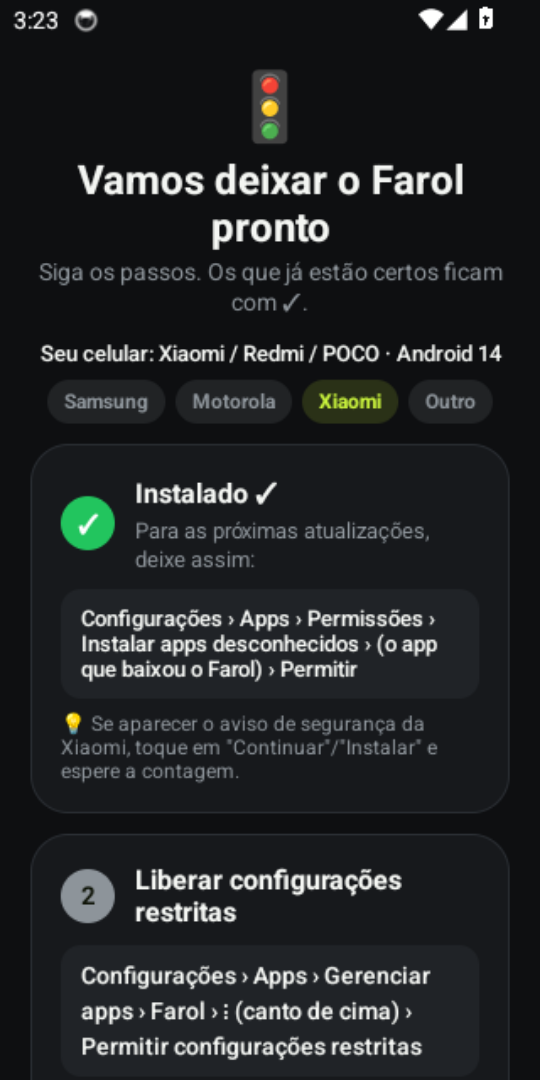 3:23
Vamos deixar o Farol
pronto
Siga os passos. Os que já estão certos ficam
com ✓.
Seu celular: Xiaomi / Redmi / POCO · Android 14
Samsung
Motorola
Xiaomi
Outro
Instalado ✓
Para as próximas atualizações,
deixe assim:
Configurações › Apps › Permissões ›
Instalar apps desconhecidos › (o app
que baixou o Farol) › Permitir
💡 Se aparecer o aviso de segurança da
Xiaomi, toque em "Continuar"/"Instalar" e
espere a contagem.
2
Liberar configurações
restritas
Configurações › Apps › Gerenciar
apps › Farol › ⋮ (canto de cima) ›
Permitir configurações restritas